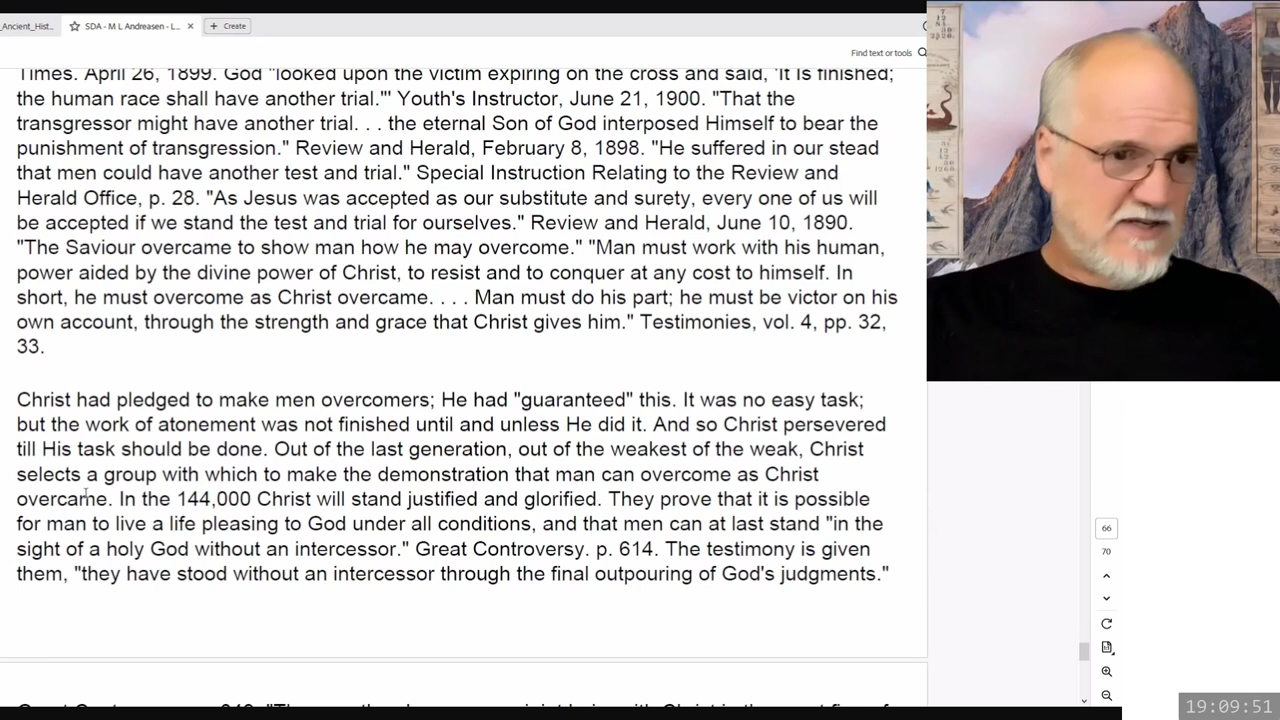 _Ancient_Hist...
SDA - M L Andreasen - L...
Create
Find text or tools
Times. April 26, 1899. God "looked upon the victim expiring on the cross and said, 'It is finished;
the human race shall have another trial."' Youth's Instructor, June 21, 1900. "That the
transgressor might have another trial. . . the eternal Son of God interposed Himself to bear the
punishment of transgression." Review and Herald, February 8, 1898. "He suffered in our stead
that men could have another test and trial." Special Instruction Relating to the Review and
Herald Office, p. 28. "As Jesus was accepted as our substitute and surety, every one of us will
be accepted if we stand the test and trial for ourselves." Review and Herald, June 10, 1890.
"The Saviour overcame to show man how he may overcome." "Man must work with his human,
power aided by the divine power of Christ, to resist and to conquer at any cost to himself. In
short, he must overcome as Christ overcame. . . . Man must do his part; he must be victor on his
own account, through the strength and grace that Christ gives him." Testimonies, vol. 4, pp. 32,
33.
Christ had pledged to make men overcomers; He had "guaranteed" this. It was no easy task;
but the work of atonement was not finished until and unless He did it. And so Christ persevered
till His task should be done. Out of the last generation, out of the weakest of the weak, Christ
selects a group with which to make the demonstration that man can overcome as Christ
overcame. In the 144,000 Christ will stand justified and glorified. They prove that it is possible
for man to live a life pleasing to God under all conditions, and that men can at last stand "in the
sight of a holy God without an intercessor." Great Controversy. p. 614. The testimony is given
them, "they have stood without an intercessor through the final outpouring of God's judgments."
66
70
19:09:51